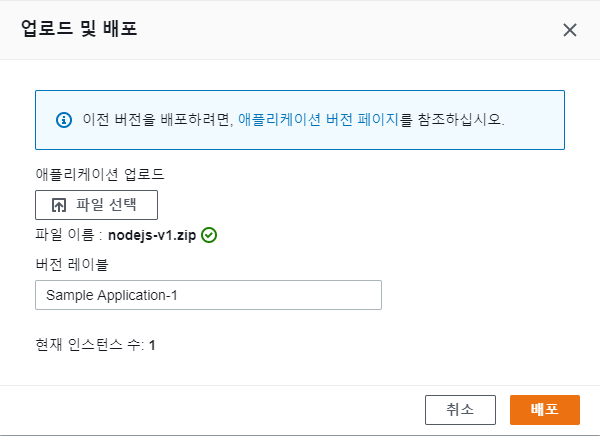 업로드 및 배포
이전 버전을 배포하려면, 애플리케이션 버전 페이지를 참조하십시오.
애플리케이션 업로드
파일 선택
파일 이름 : nodejs-v1.zip
버전 레이블
Sample Application-1
현재 인스턴스 수: 1
취소 배포